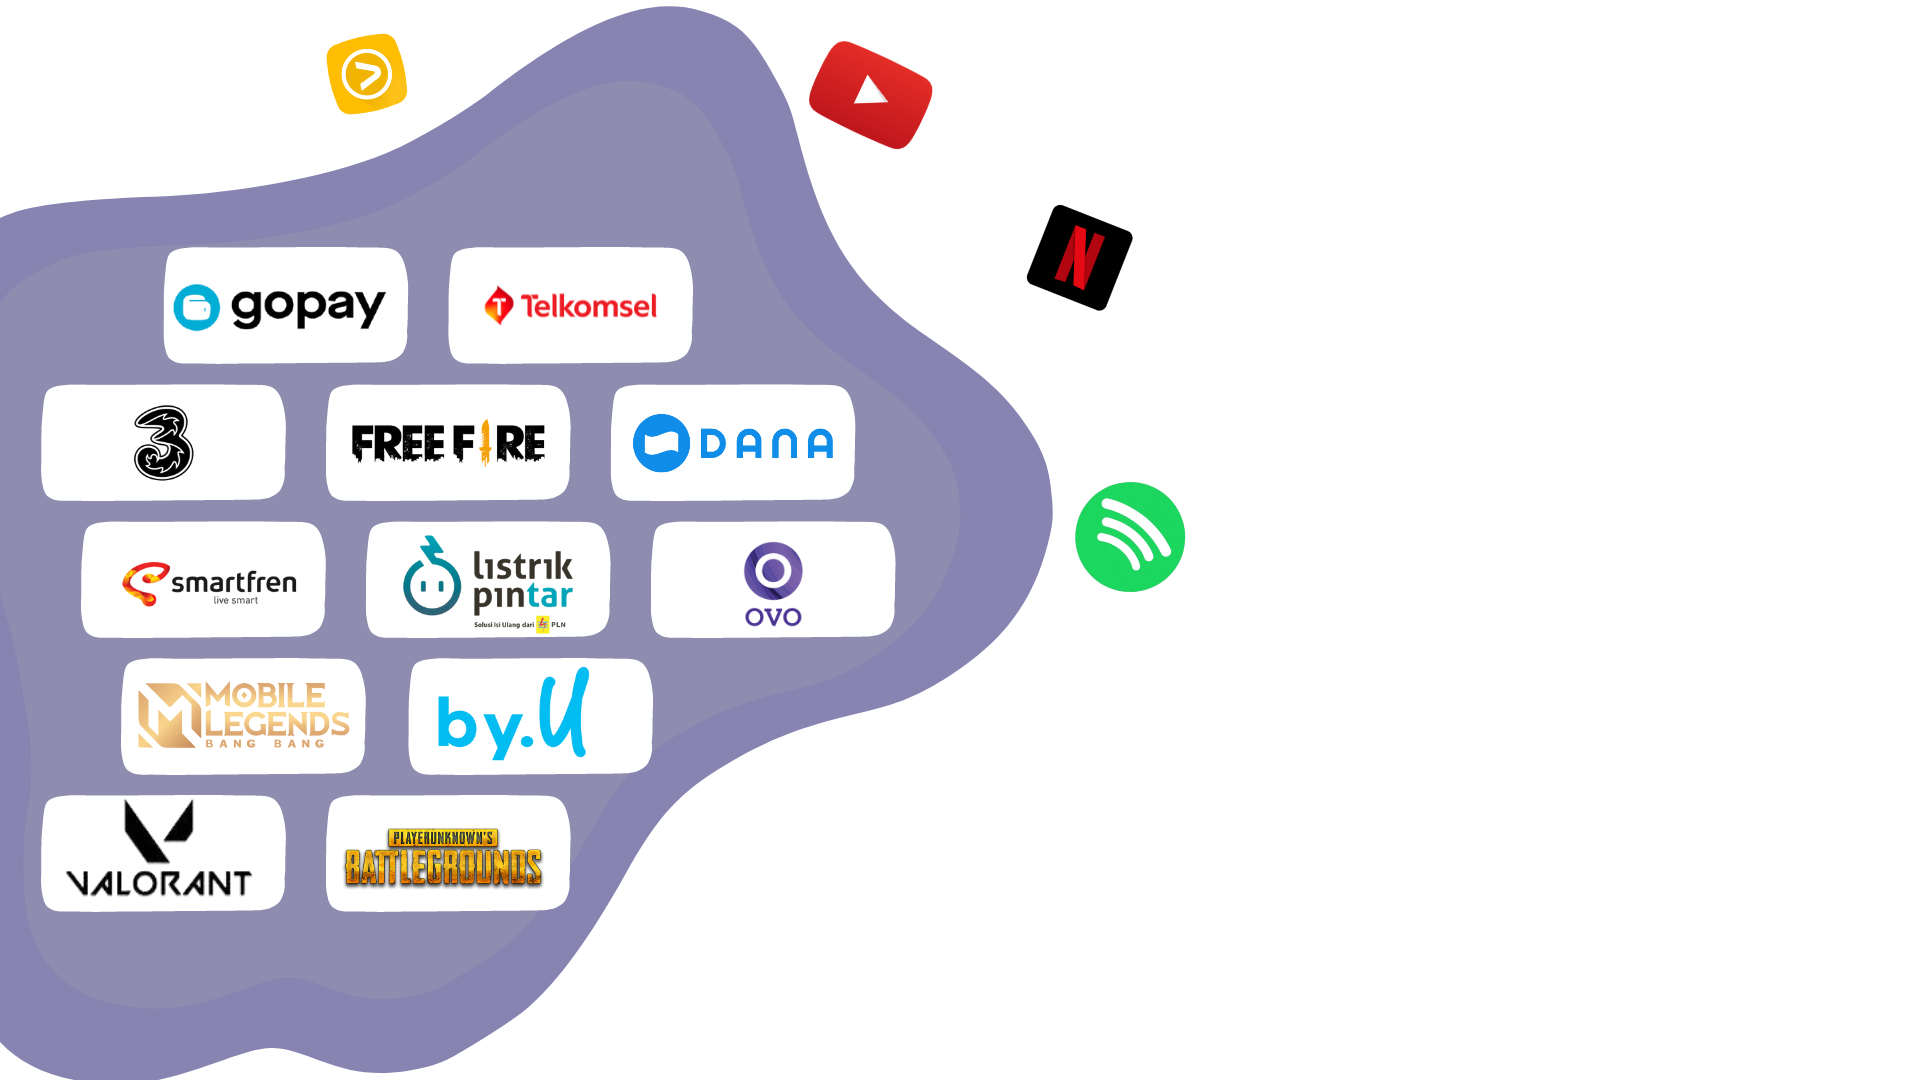 gopay
Telkomsel
3
FREE FIRE
DANA
smartfren
live smart
listrik
pintar
Solusi Isi Ulang dari PLN
OVO
MOBILE
LEGENDS
BANG BANG
by.U
VALORANT
PLAYERUNKNOWN'S
BATTLEGROUNDS
N